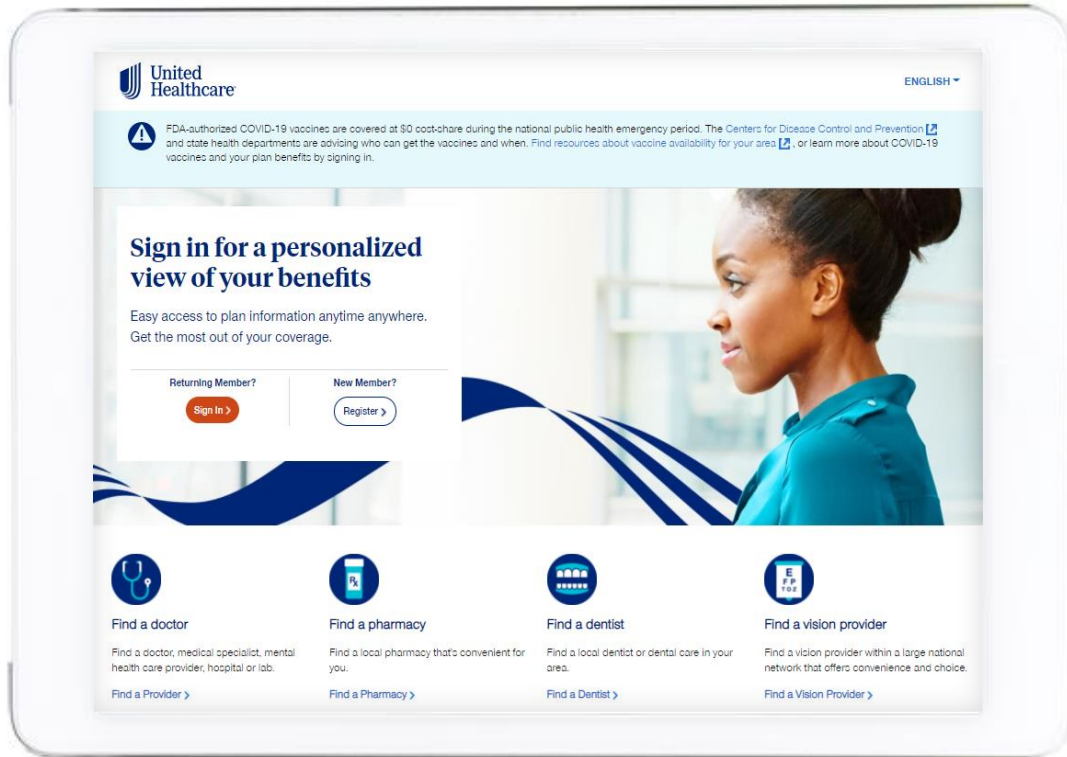 United
Healthcare
ENGLISH
FDA-authorized COVID-19 vaccines are covered at $0 cost-share during the national public health emergency period. The Centers for Disease Control and Prevention
and state health departments are advising who can get the vaccines and when. Find resources about vaccine availability for your area , or learn more about COVID-19
vaccines and your plan benefits by signing in.
Sign in for a personalized
view of your benefits
Easy access to plan information anytime anywhere.
Get the most out of your coverage.
Returning Member?
Sign In >
New Member?
Register >
Rx
E
F P
T O Z
Find a doctor
Find a doctor, medical specialist, mental
health care provider, hospital or lab.
Find a Provider >
Find a pharmacy
Find a local pharmacy that's convenient for
you.
Find a Pharmacy >
Find a dentist
Find a local dentist or dental care in your
area.
Find a Dentist >
Find a vision provider
Find a vision provider within a large national
network that offers convenience and choice.
Find a Vision Provider >